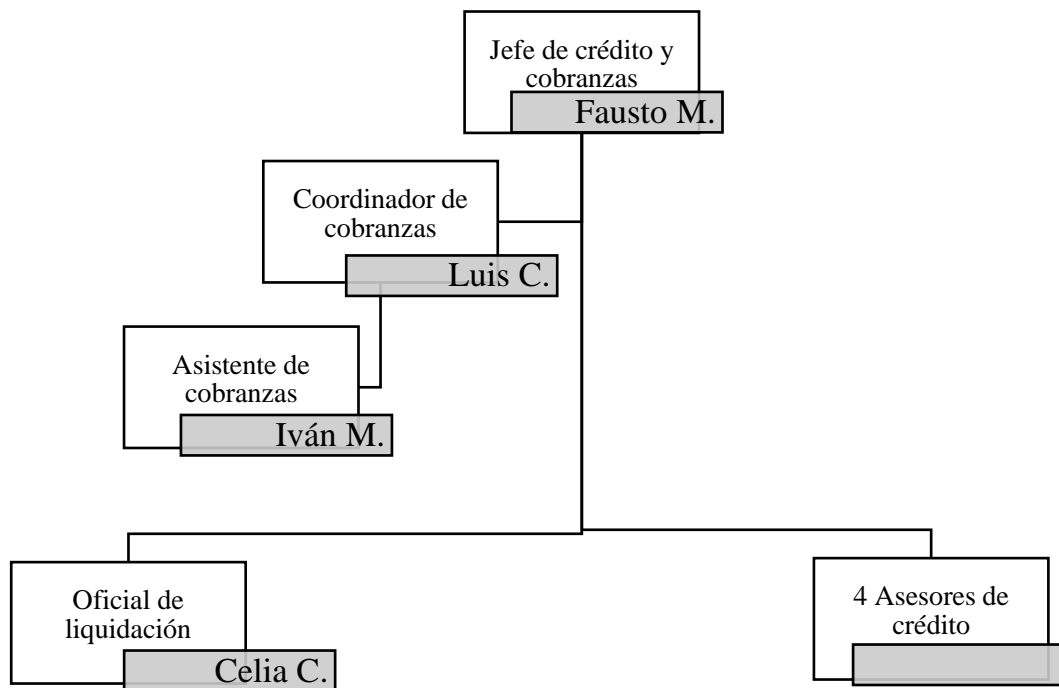 Jefe de crédito y
cobranzas
Fausto M.
Coordinador de
cobranzas
Luis C.
Asistente de
cobranzas
Iván M.
Oficial de
liquidación
Celia C.
4 Asesores de
crédito